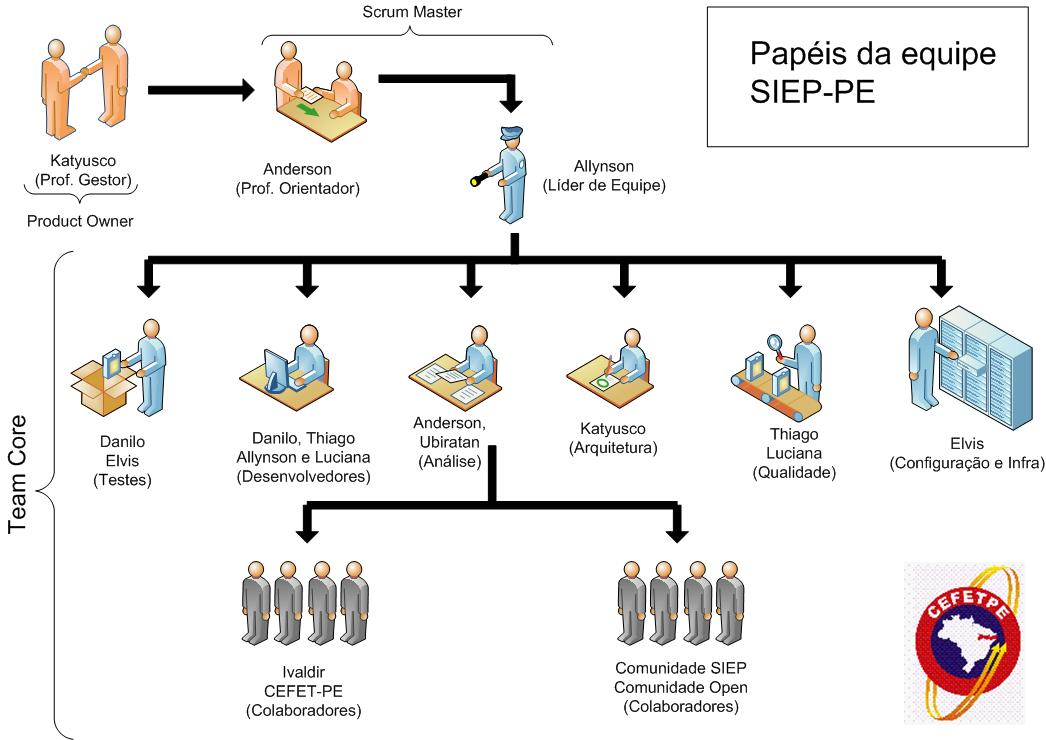 Scrum Master
Papéis da equipe
SIEP-PE
Katyusco
(Prof. Gestor)
Product Owner
Anderson
(Prof. Orientador)
Allynson
(Líder de Equipe)
Team Core
Danilo
Elvis
(Testes)
Danilo, Thiago
Allynson e Luciana
(Desenvolvedores)
Anderson,
Ubiratan
(Análise)
Katyusco
(Arquitetura)
Thiago
Luciana
(Qualidade)
Elvis
(Configuração e Infra)
Ivaldir
CEFET-PE
(Colaboradores)
Comunidade SIEP
Comunidade Open
(Colaboradores)
CEFETPE